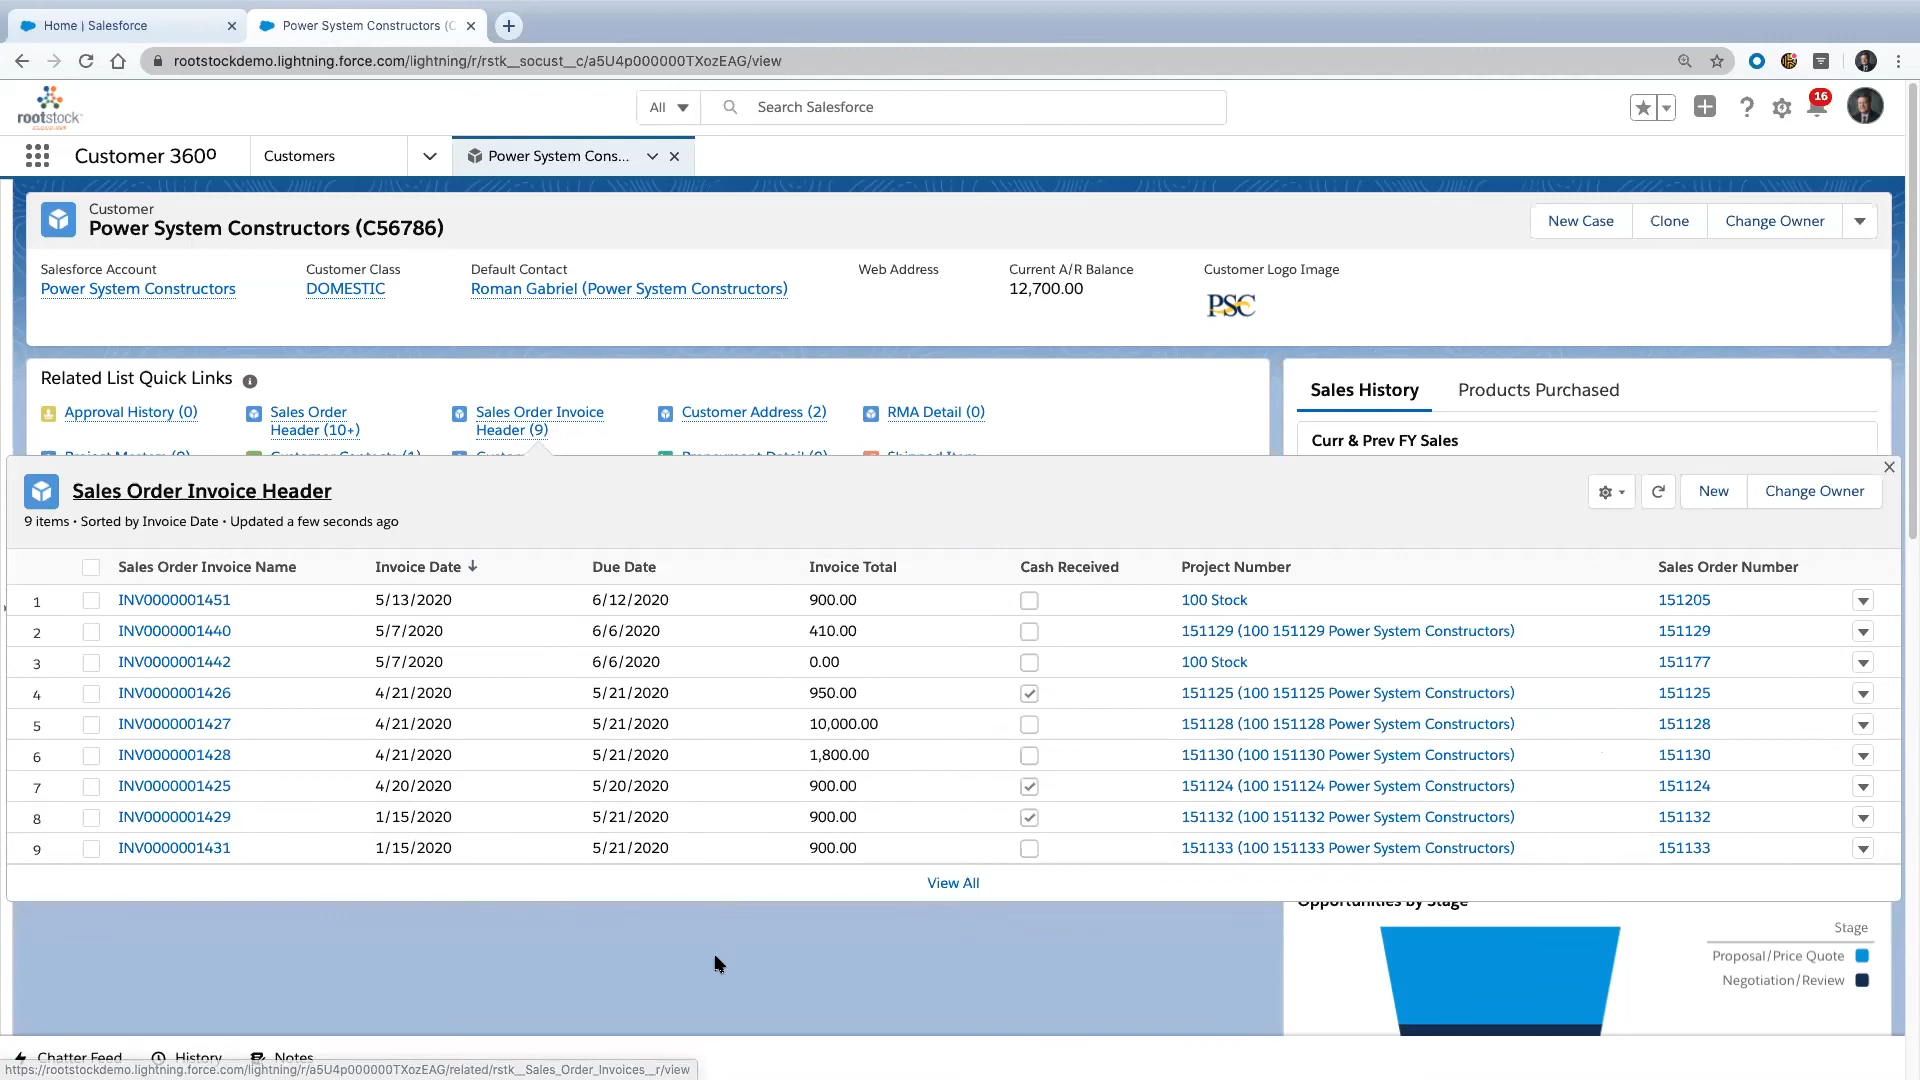 Home | Salesforce
Power System Constructors (C
rootstockdemo.lightning.force.com/lightning/r/rstk__socust__c/a5U4p000000TXozEAG/view
rootstock
CLOUD ERP
All
Search Salesforce
16
Customer 360º
Customers
Power System Cons...
Customer
Power System Constructors (C56786)
New Case
Clone
Change Owner
Salesforce Account
Customer Class
Default Contact
Web Address
Current A/R Balance
Customer Logo Image
Power System Constructors
DOMESTIC
Roman Gabriel (Power System Constructors)
12,700.00
PSC
Related List Quick Links
Sales History
Products Purchased
Approval History (0)
Sales Order
Header (10+)
Sales Order Invoice
Header (9)
Customer Address (2)
RMA Detail (0)
Curr & Prev FY Sales
Sales Order Invoice Header
9 items • Sorted by Invoice Date • Updated a few seconds ago
New
Change Owner
Sales Order Invoice Name Invoice Date Due Date Invoice Total Cash Received Project Number Sales Order Number
1 INV0000001451 5/13/2020 6/12/2020 900.00 100 Stock 151205
2 INV0000001440 5/7/2020 6/6/2020 410.00 151129 (100 151129 Power System Constructors) 151129
3 INV0000001442 5/7/2020 6/6/2020 0.00 100 Stock 151177
4 INV0000001426 4/21/2020 5/21/2020 950.00 151125 (100 151125 Power System Constructors) 151125
5 INV0000001427 4/21/2020 5/21/2020 10,000.00 151128 (100 151128 Power System Constructors) 151128
6 INV0000001428 4/21/2020 5/21/2020 1,800.00 151130 (100 151130 Power System Constructors) 151130
7 INV0000001425 4/20/2020 5/20/2020 900.00 151124 (100 151124 Power System Constructors) 151124
8 INV0000001429 1/15/2020 5/21/2020 900.00 151132 (100 151132 Power System Constructors) 151132
9 INV0000001431 1/15/2020 5/21/2020 900.00 151133 (100 151133 Power System Constructors) 151133
View All
Opportunities by Stage
Stage
Proposal/Price Quote
Negotiation/Review
Chatter Feed
History
Notes
https://rootstockdemo.lightning.force.com/lightning/r/a5U4p000000TXozEAG/related/rstk__Sales_Order_Invoices__r/view